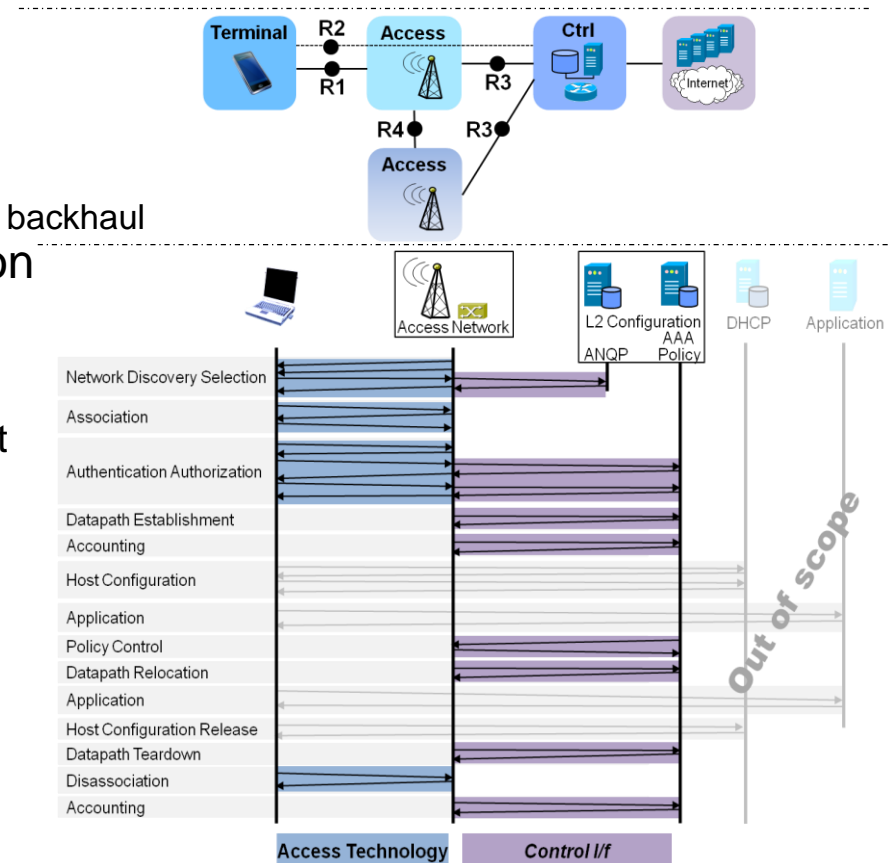 Terminal
R2
Access
Ctrl
R1
R3
Internet
R4
R3
Access
backhaul
on
Access Network
L2 Configuration
AAA
ANQP
Policy
DHCP
Application
Network Discovery Selection
Association
t
Authentication Authorization
Datapath Establishment
Accounting
Host Configuration
Application
Policy Control
Datapath Relocation
Application
Host Configuration Release
Datapath Teardown
Disassociation
Accounting
Out of scope
Access Technology
Control I/f